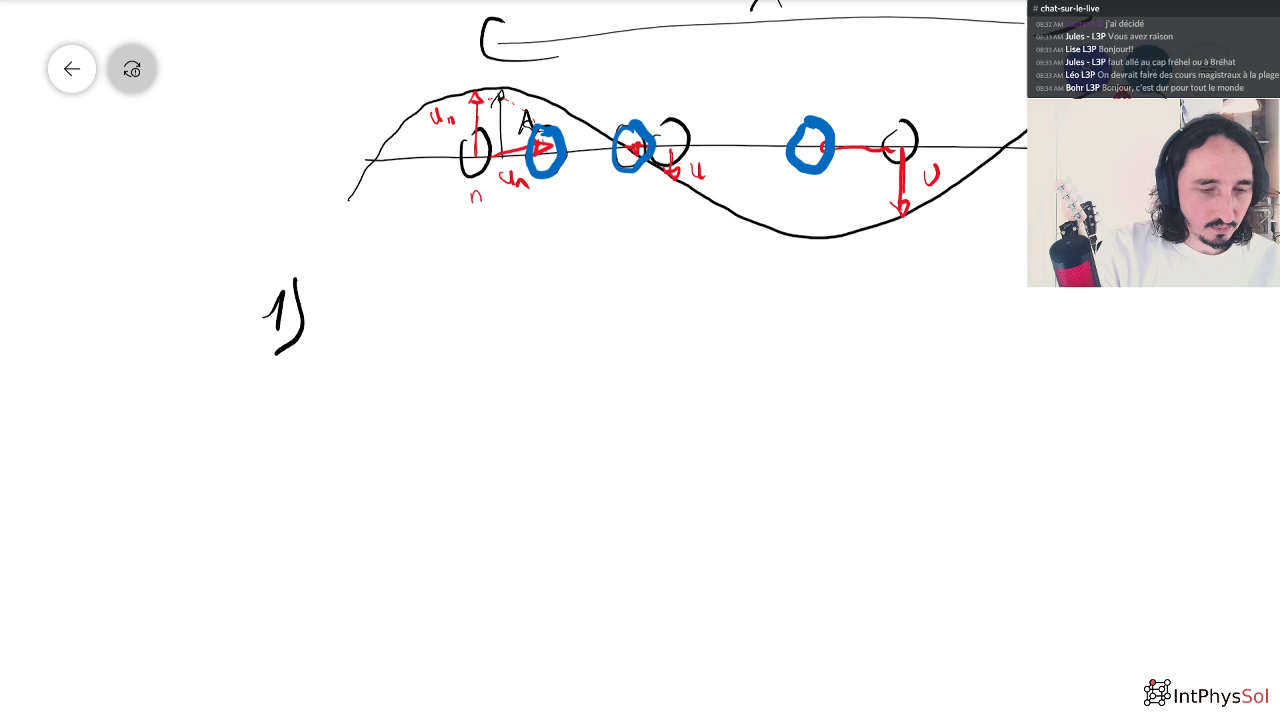 # chat-sur-le-live
08:32 AM j'ai décidé
08:33 AM Jules - L3P Vous avez raison
08:33 AM Lise L3P Bonjour!!
08:33 AM Jules - L3P faut allé au cap fréhel ou à Bréhat
08:33 AM Léo L3P On devrait faire des cours magistraux à la plage
08:34 AM Bohr L3P Bonjour, c'est dur pour tout le monde
un
A
un
n
u
U
1)
IntPhysSol